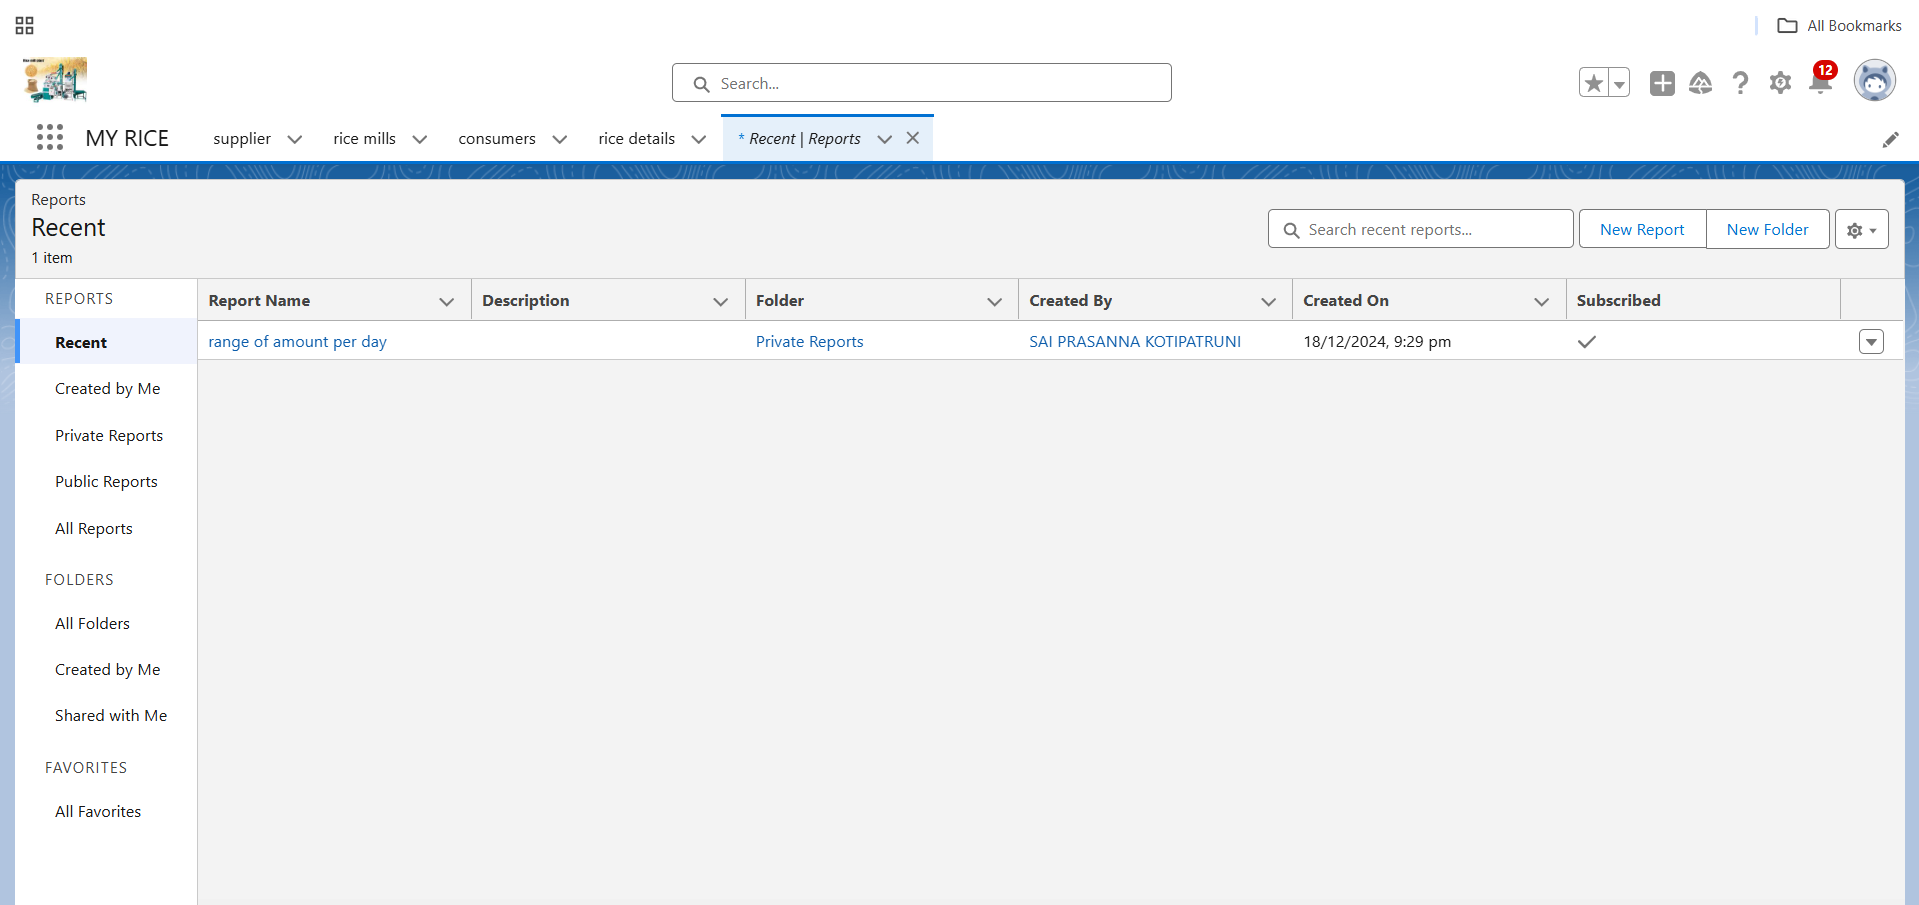 All Bookmarks
Search...
12
MY RICE
supplier
rice mills
consumers
rice details
* Recent | Reports
Reports
Recent
1 item
Search recent reports...
New Report
New Folder
REPORTS
Recent
Created by Me
Private Reports
Public Reports
All Reports
FOLDERS
All Folders
Created by Me
Shared with Me
FAVORITES
All Favorites
Report Name
Description
Folder
Created By
Created On
Subscribed
range of amount per day
Private Reports
SAI PRASANNA KOTIPATRUNI
18/12/2024, 9:29 pm